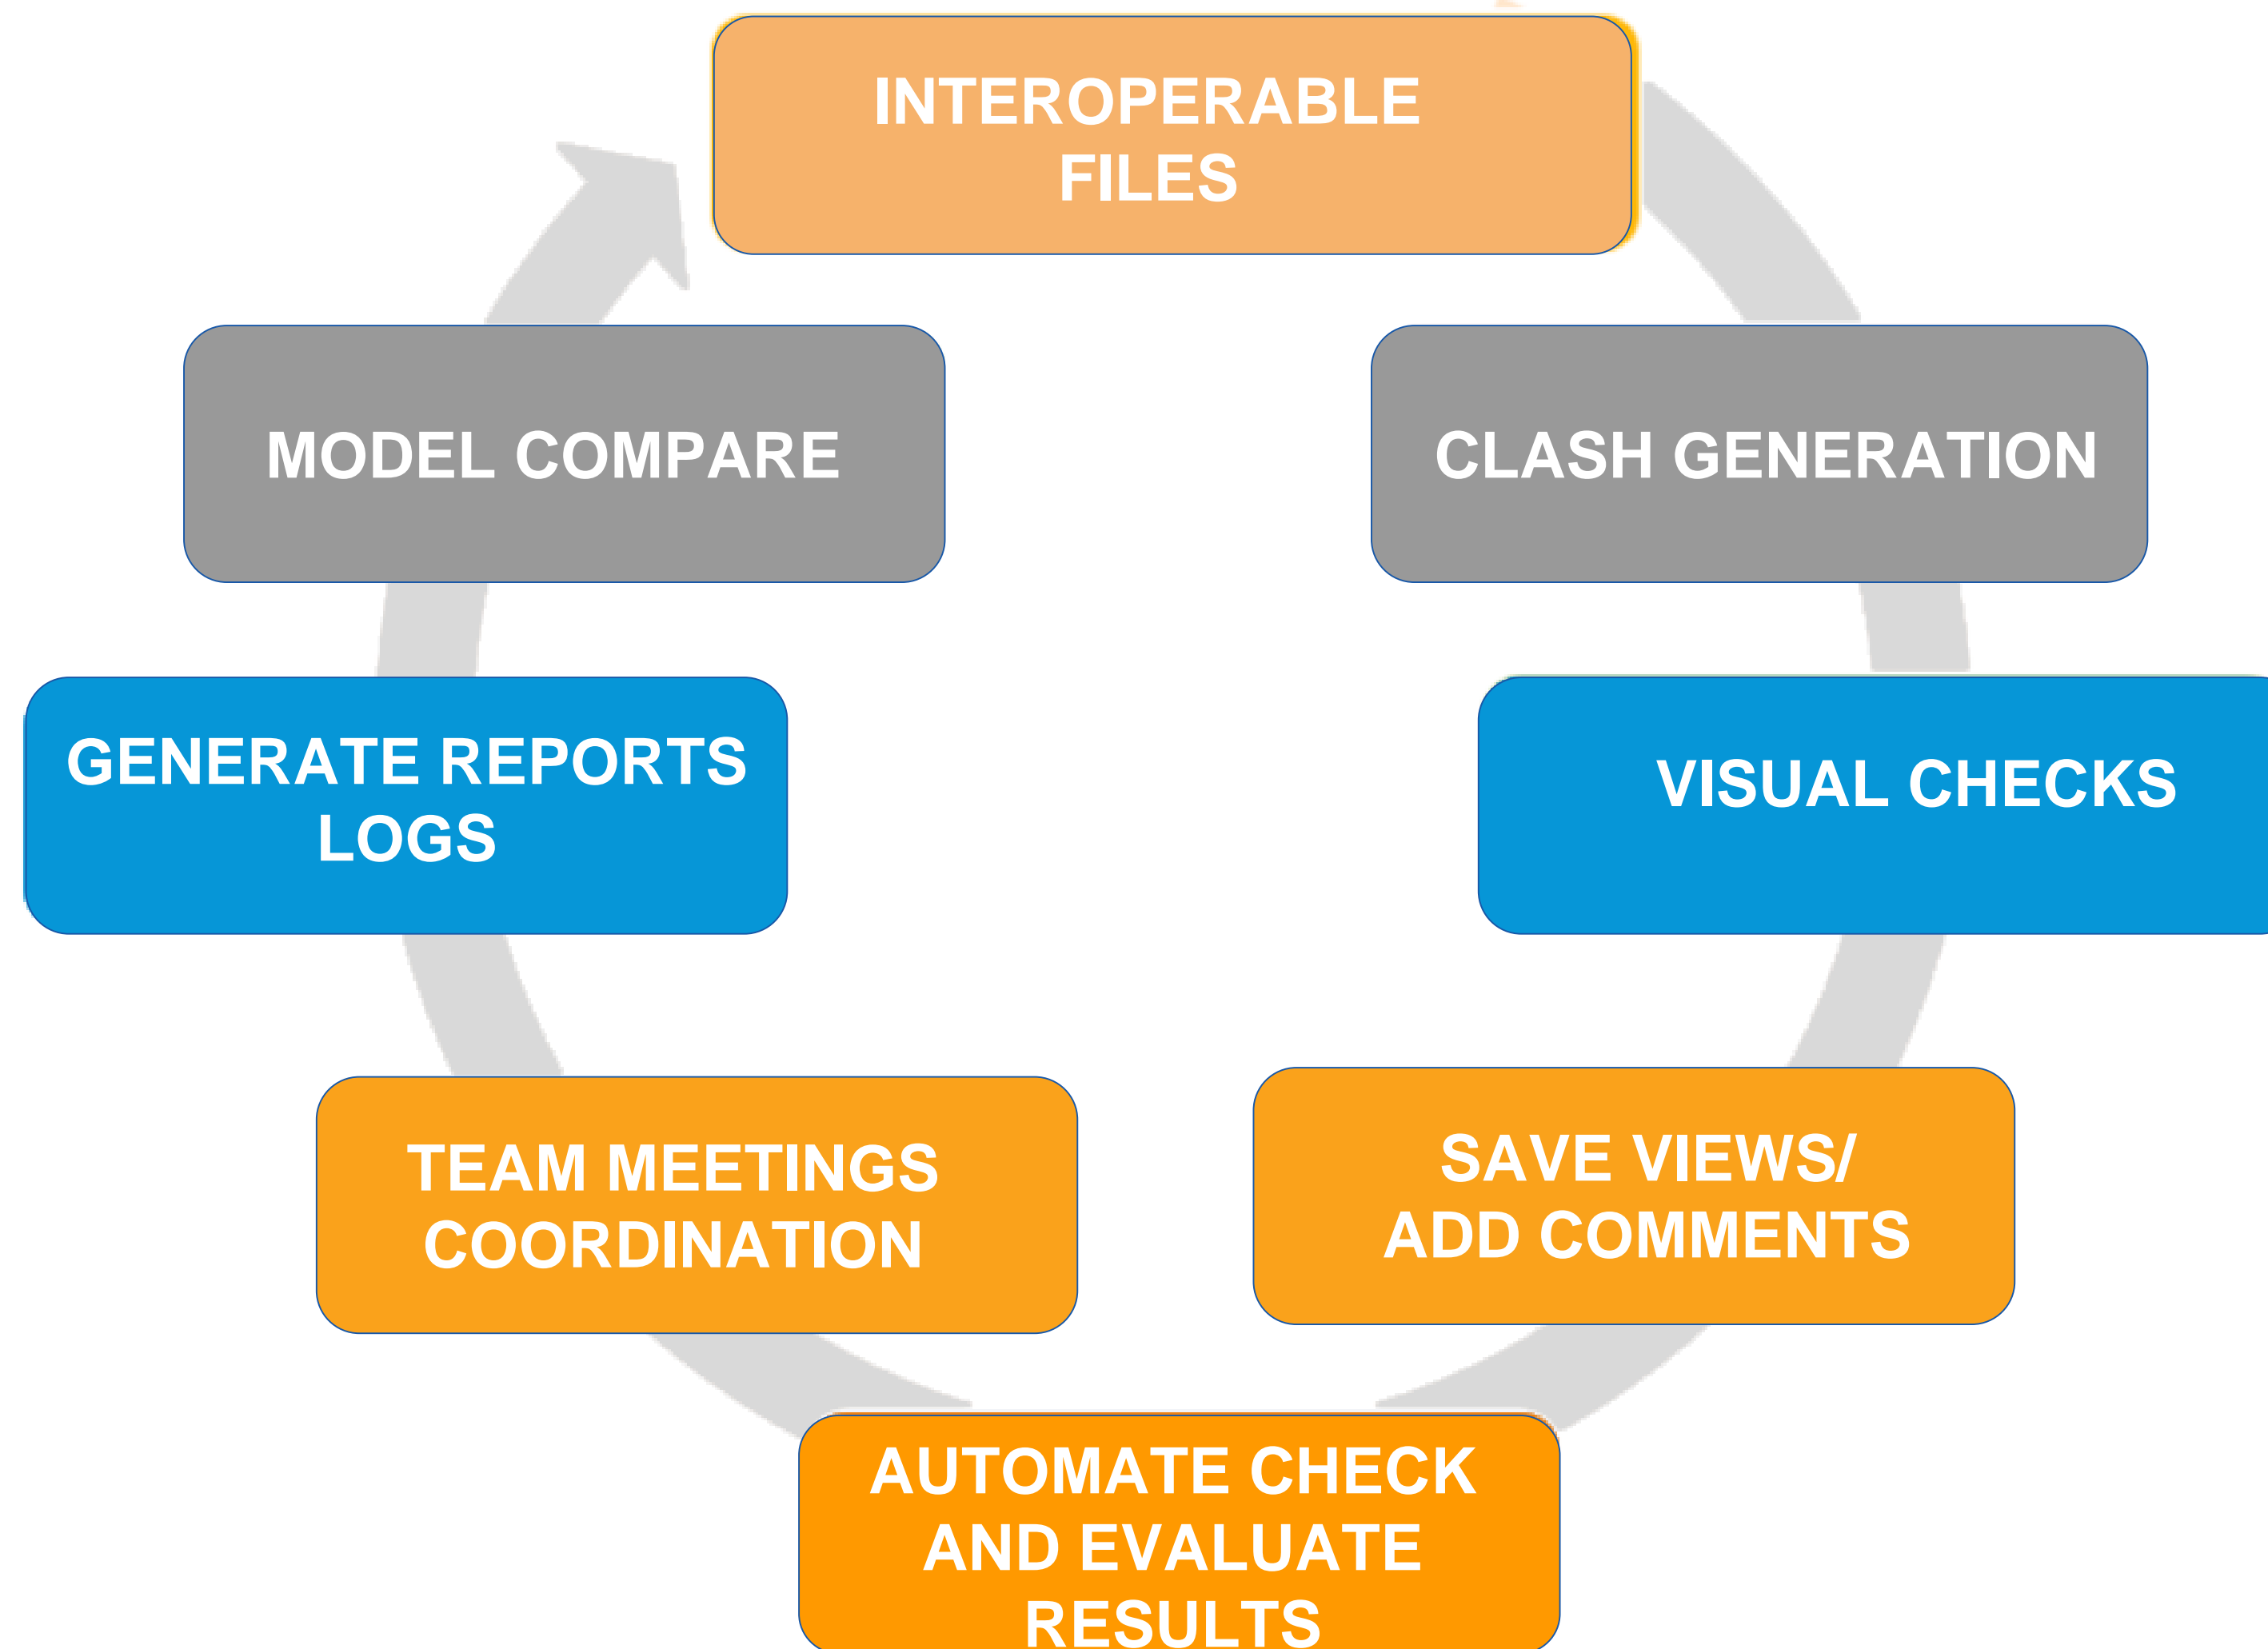 INTEROPERABLE
FILES
MODEL COMPARE
CLASH GENERATION
GENERATE REPORTS
LOGS
VISUAL CHECKS
TEAM MEETINGS
COORDINATION
SAVE VIEWS/
ADD COMMENTS
AUTOMATE CHECK
AND EVALUATE
RESULTS